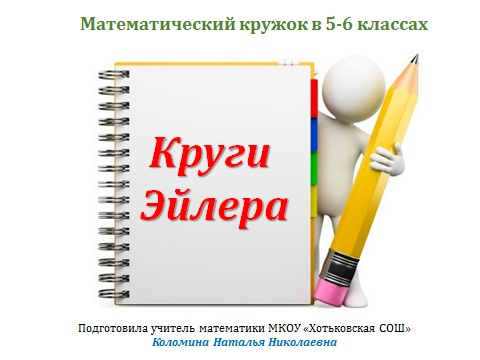 Математический кружок в 5-6 классах
Круги
Эйлера
Подготовила учитель математики МКОУ «Хотьковская СОШ»
Коломина Наталья Николаевна